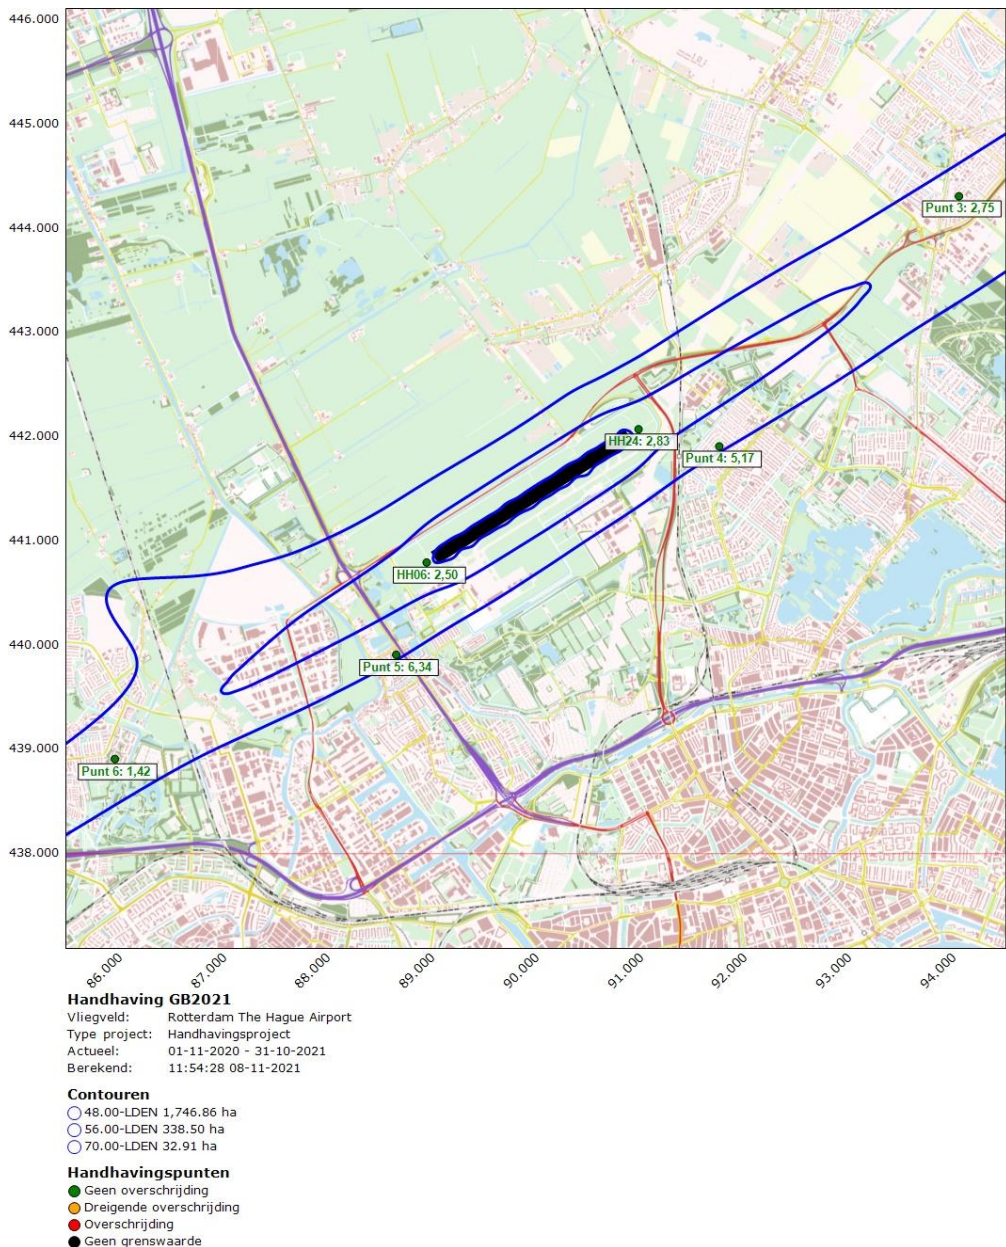 446.000
445.000
444.000
Punt 3: 2,75
443.000
442.000
HH24: 2,83
Punt 4: 5,17
441.000
HH06: 2,50
440.000
Punt 5: 6,34
439.000
Punt 6: 1,42
438.000
86.000 87.000 88.000 89.000 90.000 91.000 92.000 93.000 94.000
Handhaving GB2021
Vliegveld: Rotterdam The Hague Airport
Type project: Handhavingsproject
Actueel: 01-11-2020 - 31-10-2021
Berekend: 11:54:28 08-11-2021
Contouren
48.00-LDEN 1,746.86 ha
56.00-LDEN 338.50 ha
70.00-LDEN 32.91 ha
Handhavingspunten
Geen overschrijding
Dreigende overschrijding
Overschrijding
Geen grenswaarde